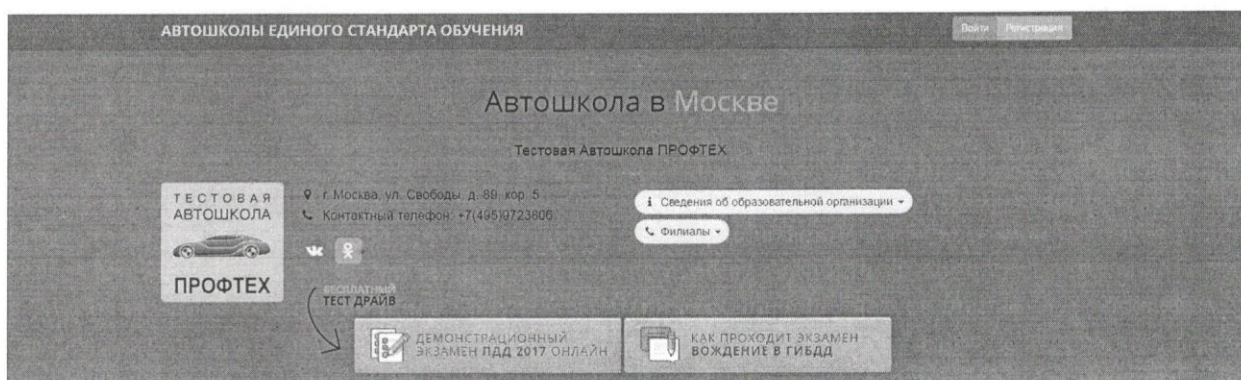 АВТОШКОЛЫ ЕДИНОГО СТАНДАРТА ОБУЧЕНИЯ
Войти Регистрация
Автошкола в Москве
Тестовая Автошкола ПРОФТЕХ
ТЕСТОВАЯ
АВТОШКОЛА
ПРОФТЕХ
г. Москва, ул. Свободы, д. 89, кор. 5
Контактный телефон: +7(495)9723806
Сведения об образовательной организации
Филиалы
БЕСПЛАТНЫЙ
ТЕСТ ДРАЙВ
ДЕМОНСТРАЦИОННЫЙ
ЭКЗАМЕН ПДД 2017 ОНЛАЙН
КАК ПРОХОДИТ ЭКЗАМЕН
ВОЖДЕНИЕ В ГИБДД